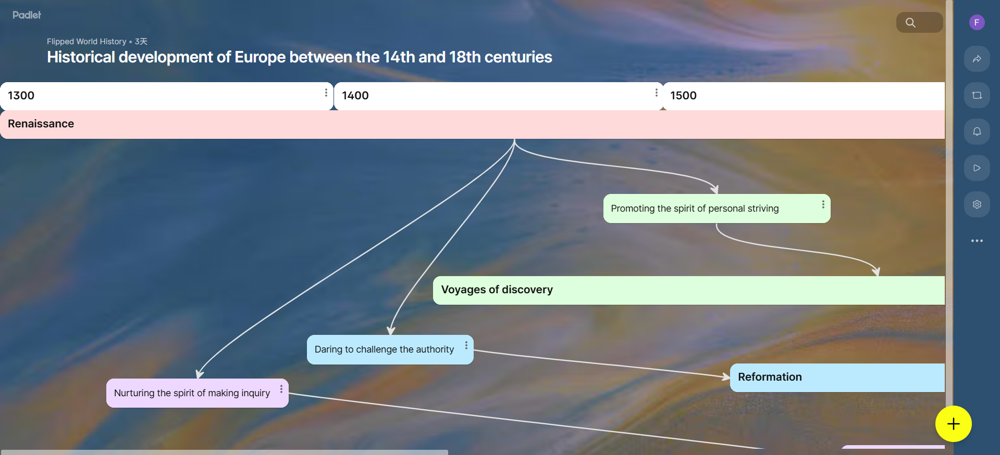 Padlet
Flipped World History • 3天
Historical development of Europe between the 14th and 18th centuries
1300
1400
1500
Renaissance
Promoting the spirit of personal striving
Voyages of discovery
Daring to challenge the authority
Reformation
Nurturing the spirit of making inquiry
F